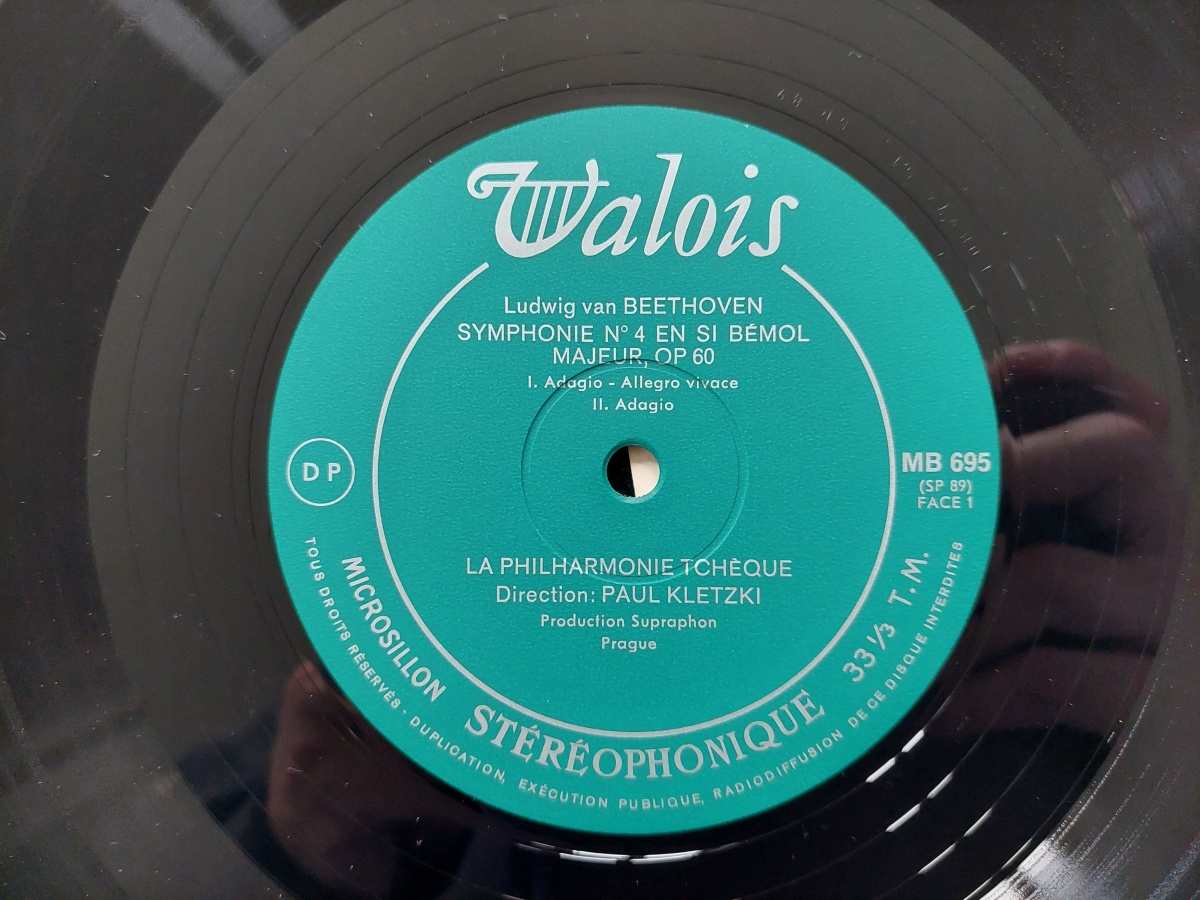 Valois
Ludwig van BEETHOVEN
SYMPHONIE N° 4 EN SI BÉMOL
MAJEUR, OP 60
I. Adagio - Allegro vivace
II. Adagio
DP
MB 695
(SP 89)
FACE 1
LA PHILHARMONIE TCHÈQUE
Direction: PAUL KLETZKI
Production Supraphon
Prague
MICROSILLON STÉRÉOPHONIQUE 33 1/3 T.M.
TOUS DROITS RÉSERVÉS - DUPLICATION, EXÉCUTION PUBLIQUE, RADIODIFFUSION DE CE DISQUE INTERDITES